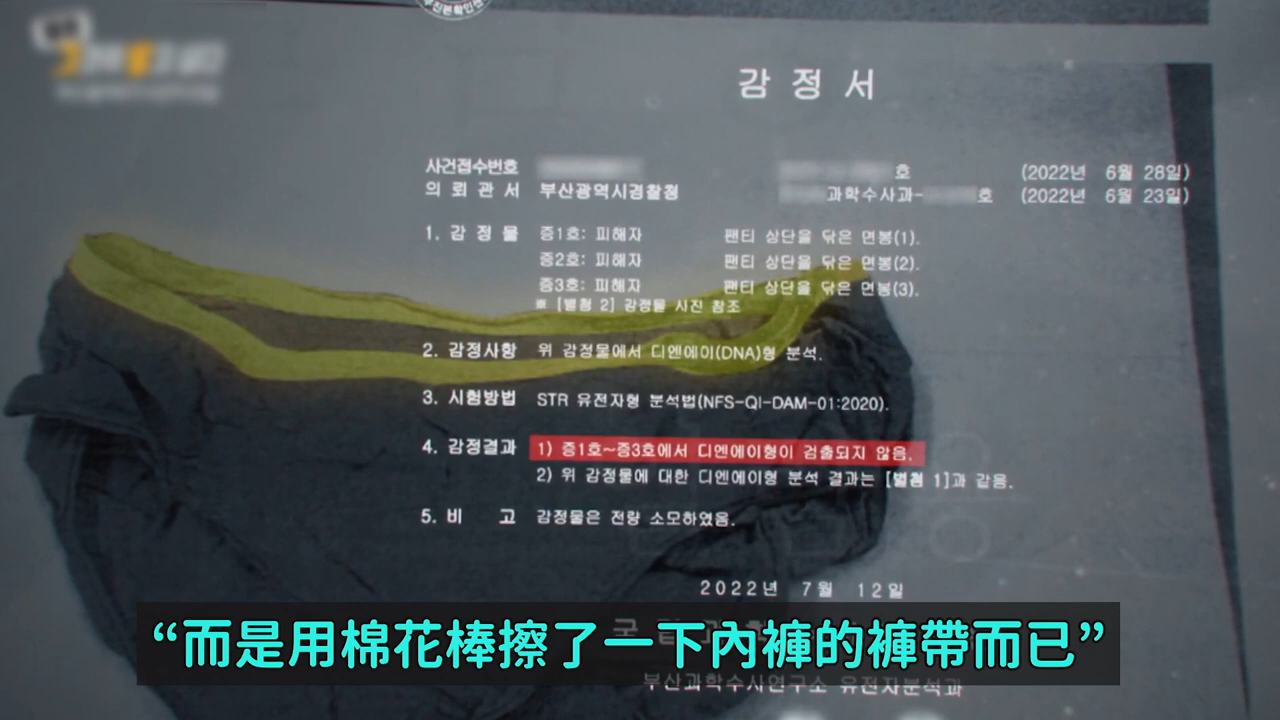 감 정 서
사건접수번호 호 (2022년 6월 28일)
의 뢰 관 서 부산광역시경찰청 과학수사과- 호 (2022년 6월 23일)
1. 감 정 물 증1호: 피해자 팬티 상단을 닦은 면봉(1).
증2호: 피해자 팬티 상단을 닦은 면봉(2).
증3호: 피해자 팬티 상단을 닦은 면봉(3).
※ [별첨 2] 감정물 사진 참조
2. 감정사항 위 감정물에서 디엔에이(DNA)형 분석.
3. 시험방법 STR 유전자형 분석법(NFS-QI-DAM-01:2020).
4. 감정결과 1) 증1호~증3호에서 디엔에이형이 검출되지 않음.
2) 위 감정물에 대한 디엔에이형 분석 결과는 [별첨 1]과 같음.
5. 비 고 감정물은 전량 소모하였음.
2022년 7월 12일
“而是用棉花棒擦了一下內褲的褲帶而已”
부산과학수사연구소 유전자분석과